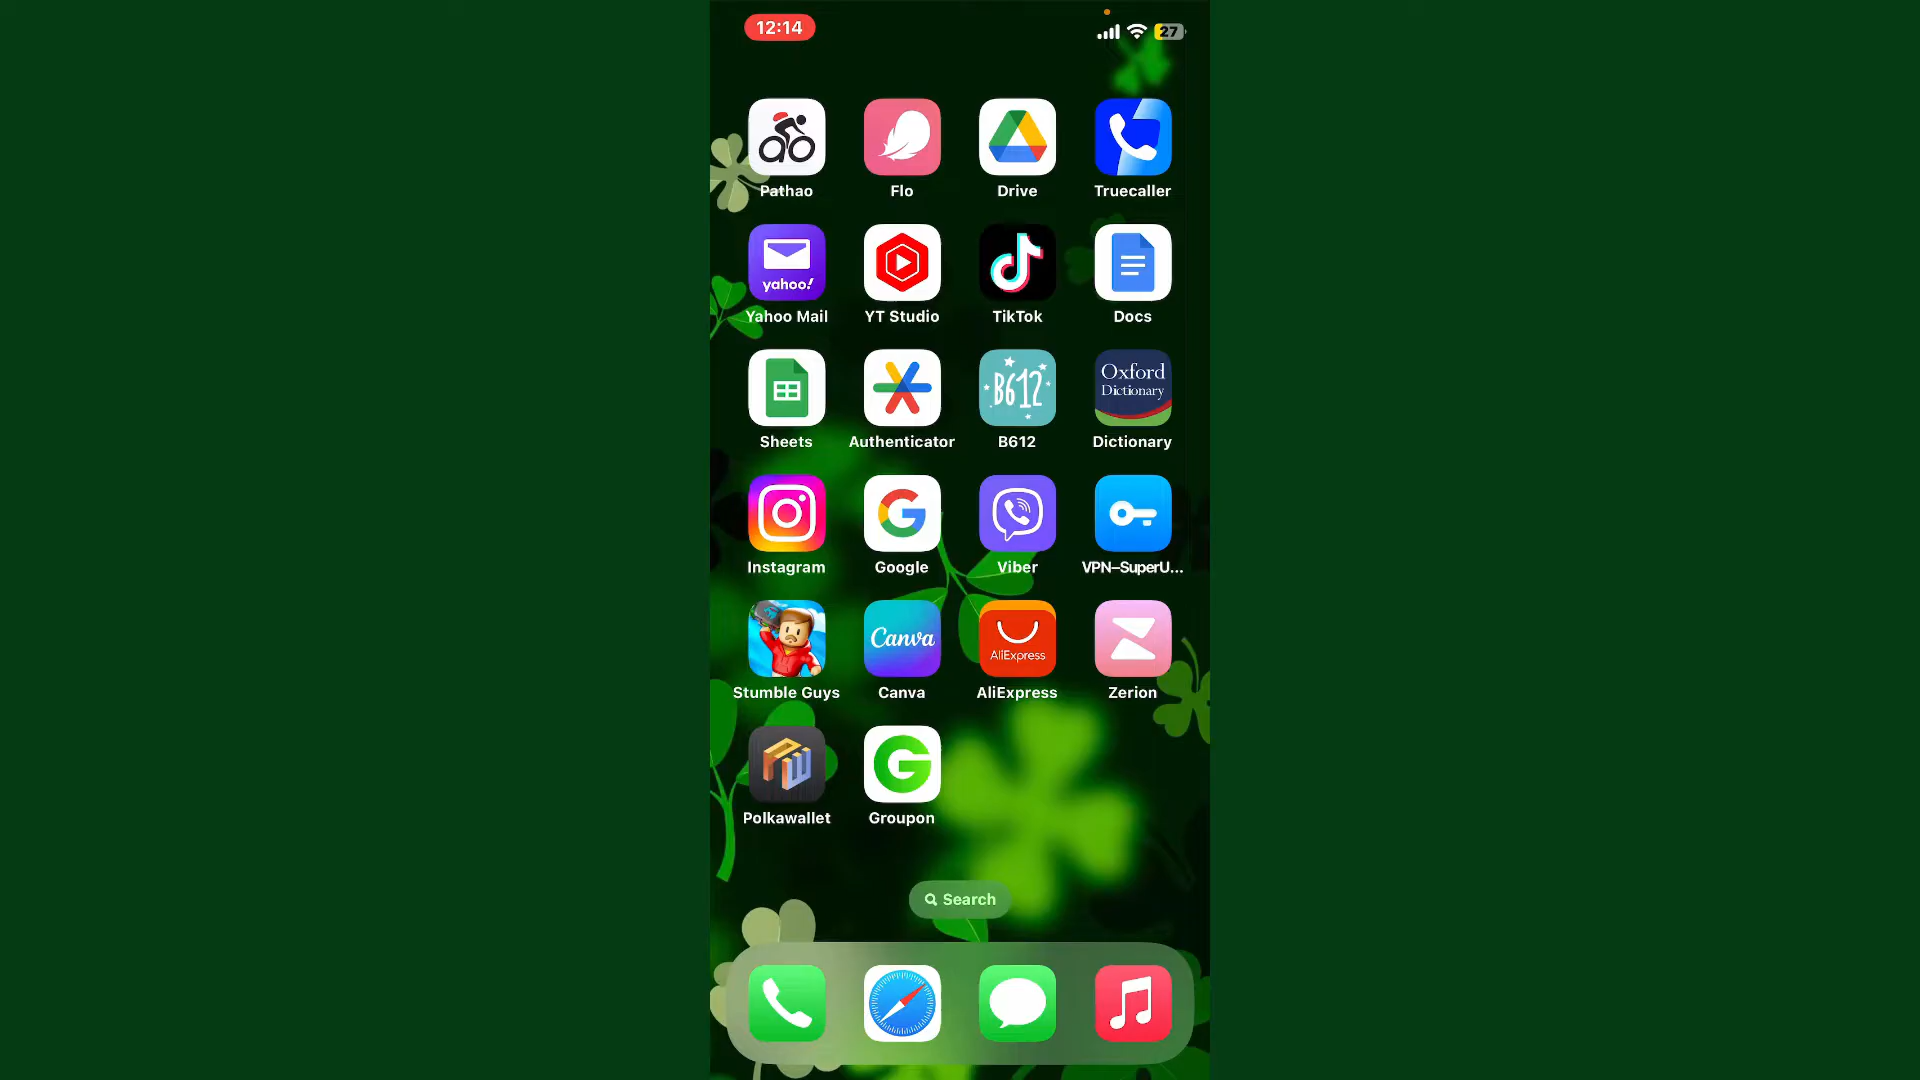 12:14
27
Pathao Flo Drive Truecaller
yahoo!
Yahoo Mail YT Studio TikTok Docs
B612
Oxford
Dictionary
Sheets Authenticator B612 Dictionary
Instagram Google Viber VPN–SuperU...
Canva
AliExpress
Stumble Guys Canva AliExpress Zerion
Polkawallet Groupon
Search